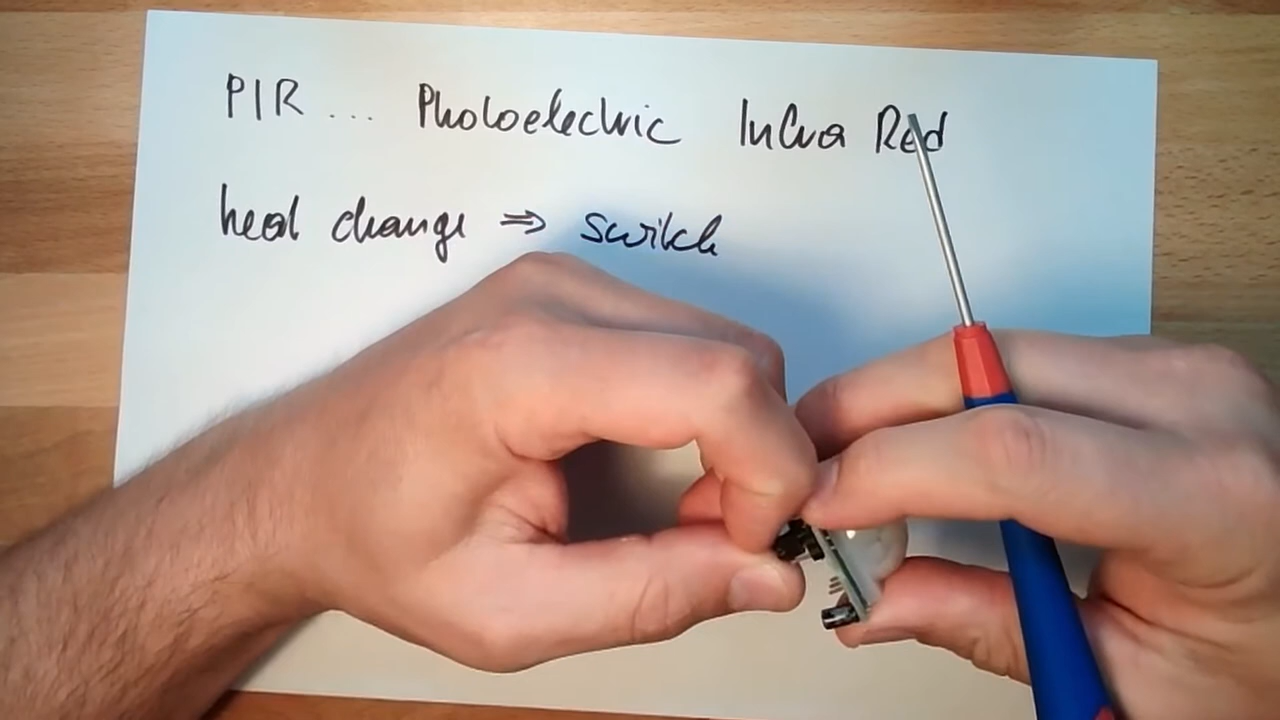 PIR ... Photoelectric Infra Red
heat change ⇒ switch